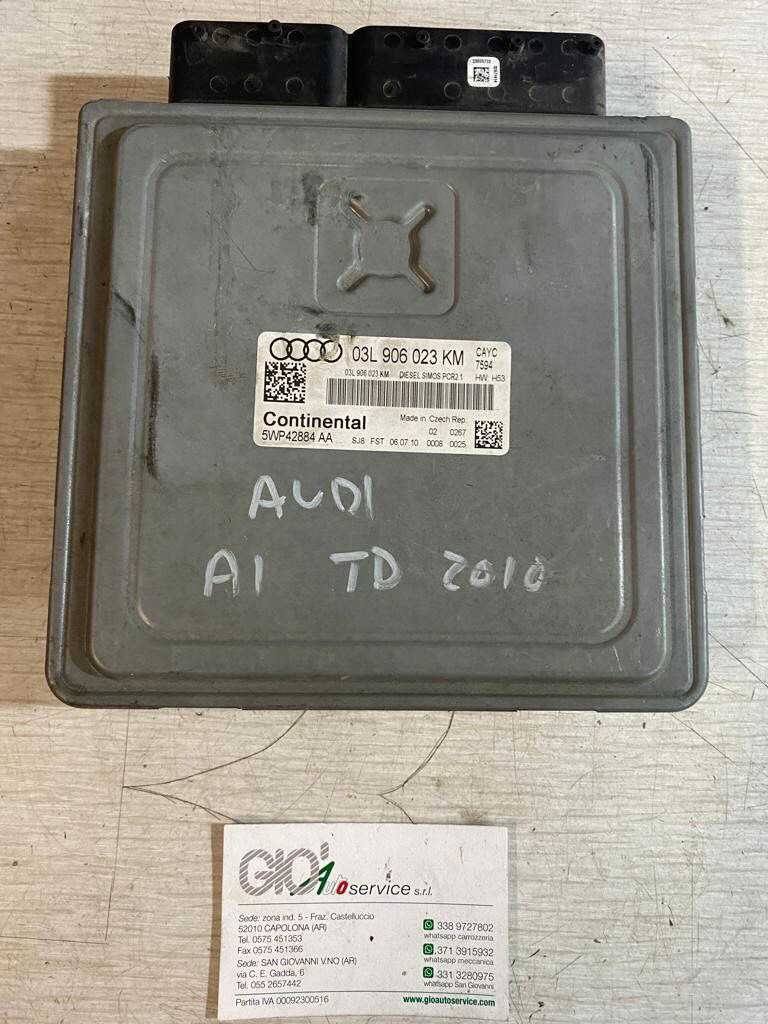 03L 906 023 KM
CAYC
7594
03L 906 023 KM DIESEL SIMOS PCR2.1 HW H53
Continental
Made in Czech Rep.
02 0267
5WP42884 AA SJ8 FST 06.07.10 0008 0025
AUDI
A1 TD 2010
GIO' Autoservice s.r.l.
Sede: zona ind. 5 - Fraz. Castelluccio
52010 CAPOLONA (AR)
Tel. 0575 451353
Fax 0575 451366
Sede: SAN GIOVANNI V.NO (AR)
via C. E. Gadda, 6
Tel. 055 2657442
Partita IVA 00092300516
338 9727802
whatsapp carrozzeria
371 3915932
whatsapp meccanica
331 3280975
whatsapp San Giovanni
www.gioautoservice.com